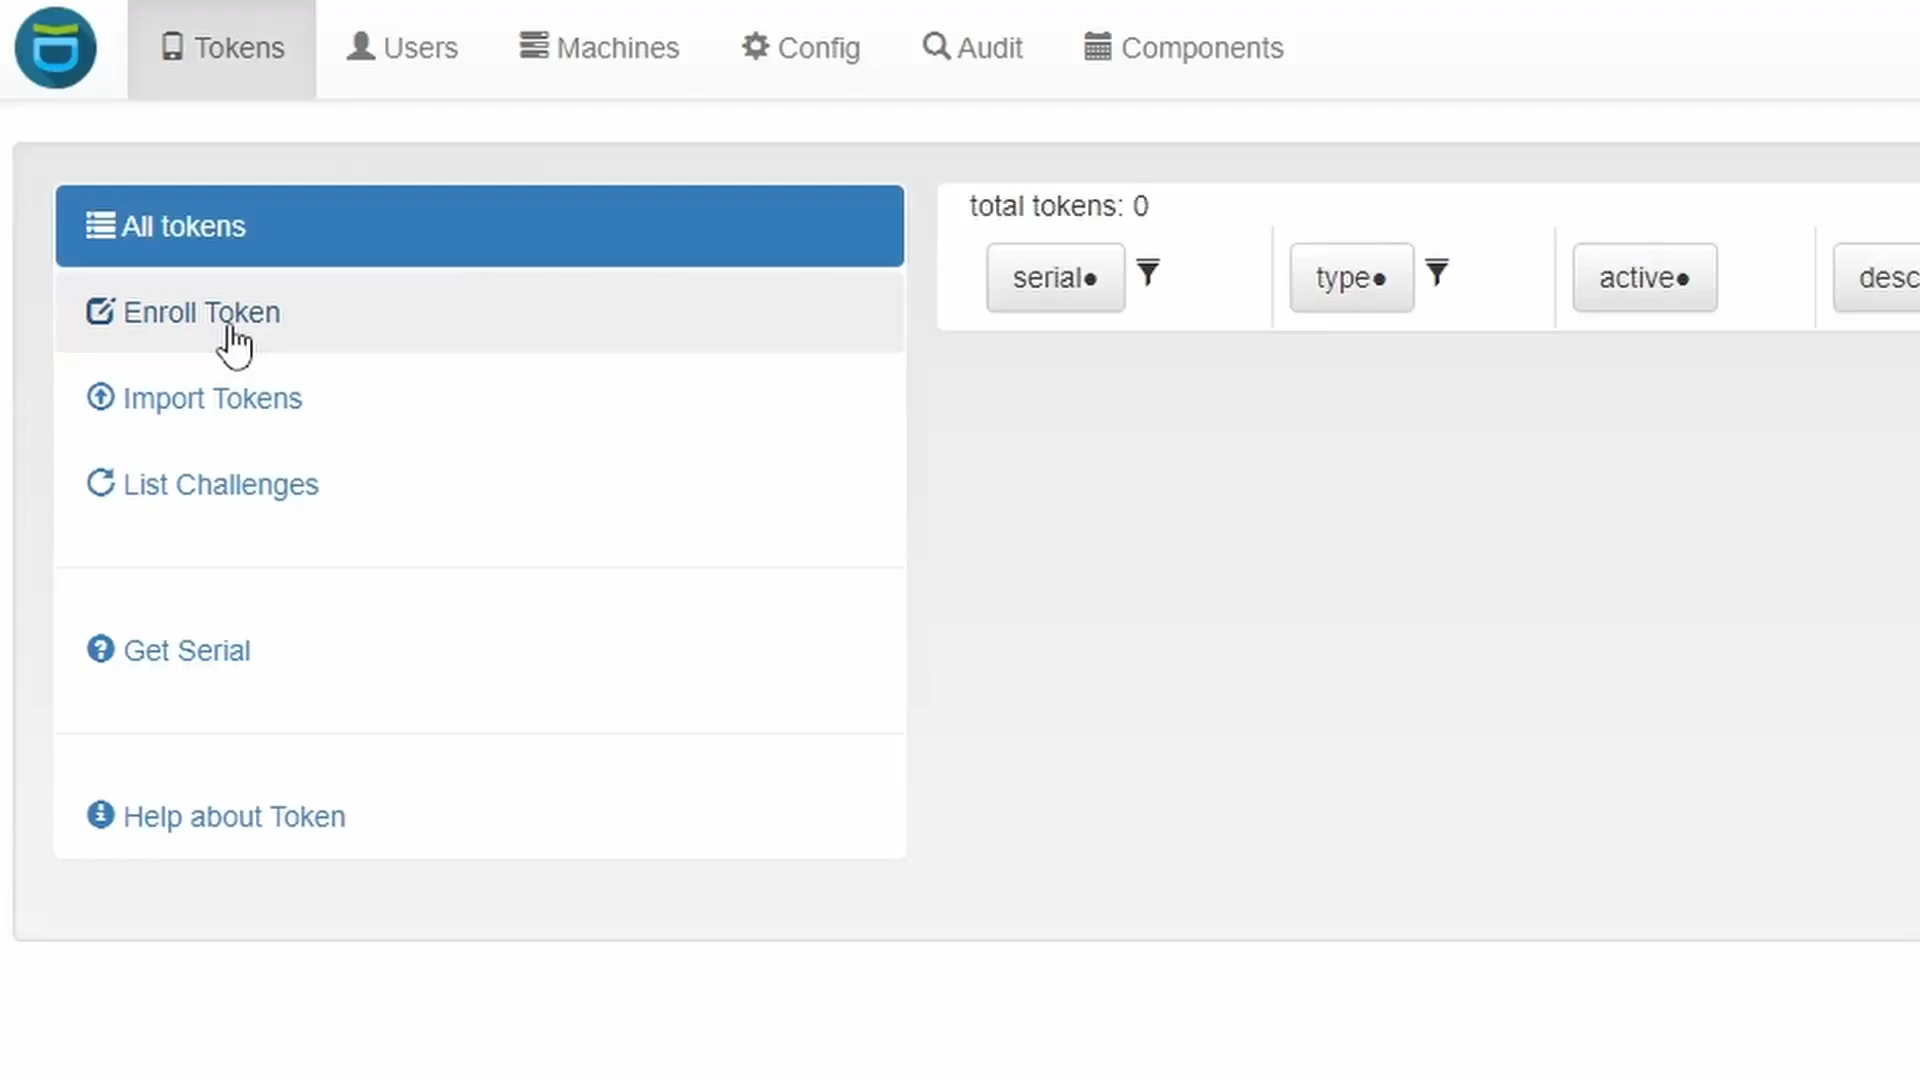 Tokens Users Machines Config Audit Components
All tokens
Enroll Token
Import Tokens
List Challenges
Get Serial
Help about Token
total tokens: 0
serial● type● active● desc